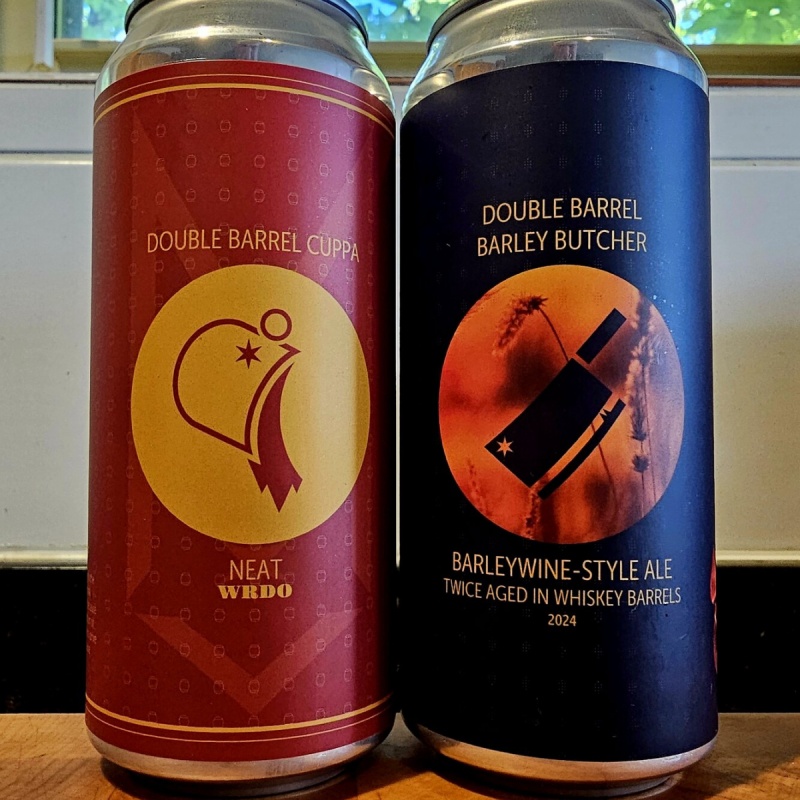 DOUBLE BARREL CUPPA
NEAT
WRDO
DOUBLE BARREL
BARLEY BUTCHER
BARLEYWINE-STYLE ALE
TWICE AGED IN WHISKEY BARRELS
2024